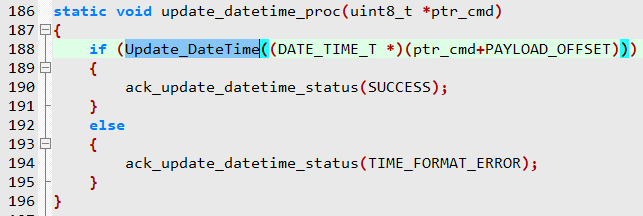 186 static void update_datetime_proc(uint8_t *ptr_cmd)
187 {
188     if (Update_DateTime((DATE_TIME_T *)(ptr_cmd+PAYLOAD_OFFSET)))
189     {
190         ack_update_datetime_status(SUCCESS);
191     }
192     else
193     {
194         ack_update_datetime_status(TIME_FORMAT_ERROR);
195     }
196 }